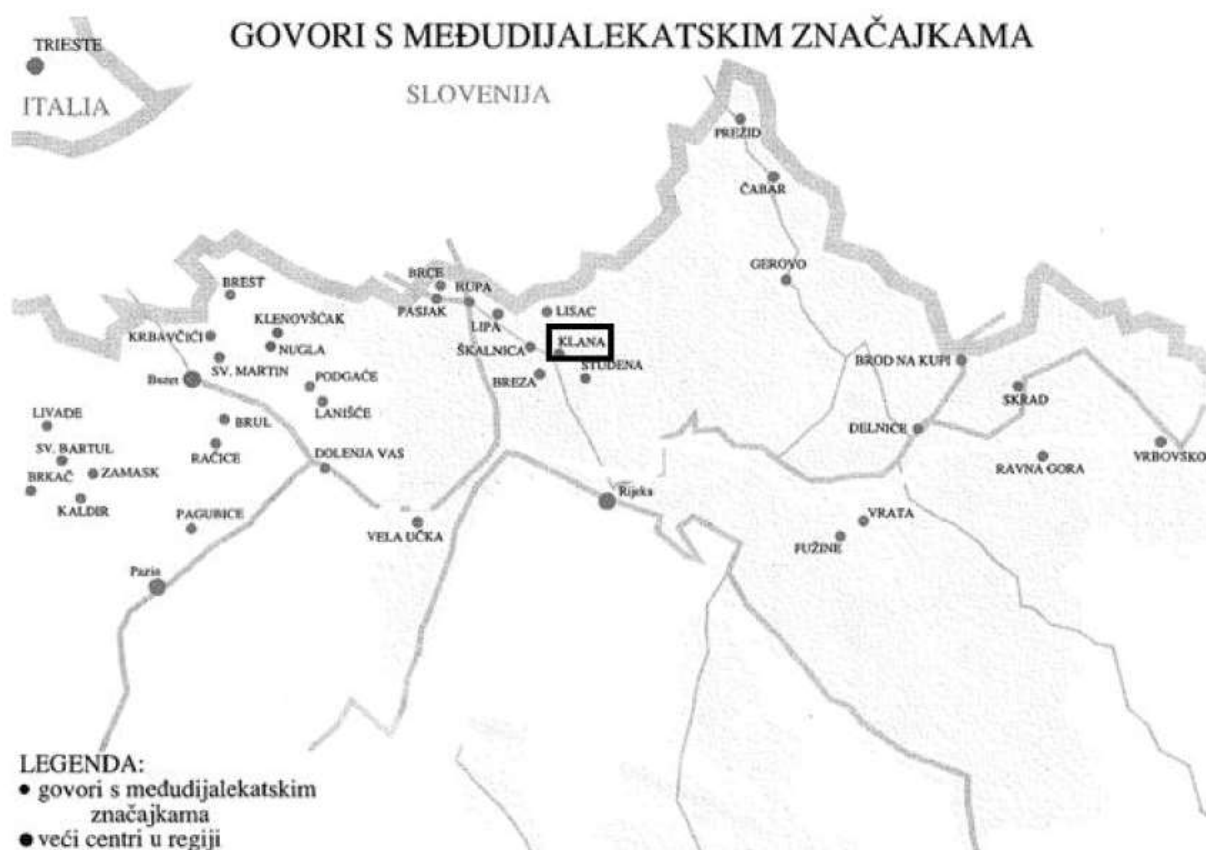 GOVORI S MEĐUDIJALEKATSKIM ZNAČAJKAMA
TRIESTE
ITALIA
SLOVENIJA
PREŽID
ČABAR
GEROVO
BREST
BRCE
RUPA
PASJAK
LISAC
LIPA
KLENOVŠĆAK
KRBAVČIĆI
NUGLA
ŠKALNICA
KLANA
SV. MARTIN
BREZA
STUDENA
BROD NA KUPI
Buzet
PODGAĆE
SKRAD
LANIŠĆE
LIVADE
BRUL
DELNICE
SV. BARTUL
RAČICE
DOLENJA VAS
RAVNA GORA
VRBOVSKO
BRKAČ
ZAMASK
KALDIR
Rijeka
PAGUBICE
VELA UČKA
VRATA
FUŽINE
Pazin
LEGENDA:
govori s međudijalekatskim
značajkama
veći centri u regiji